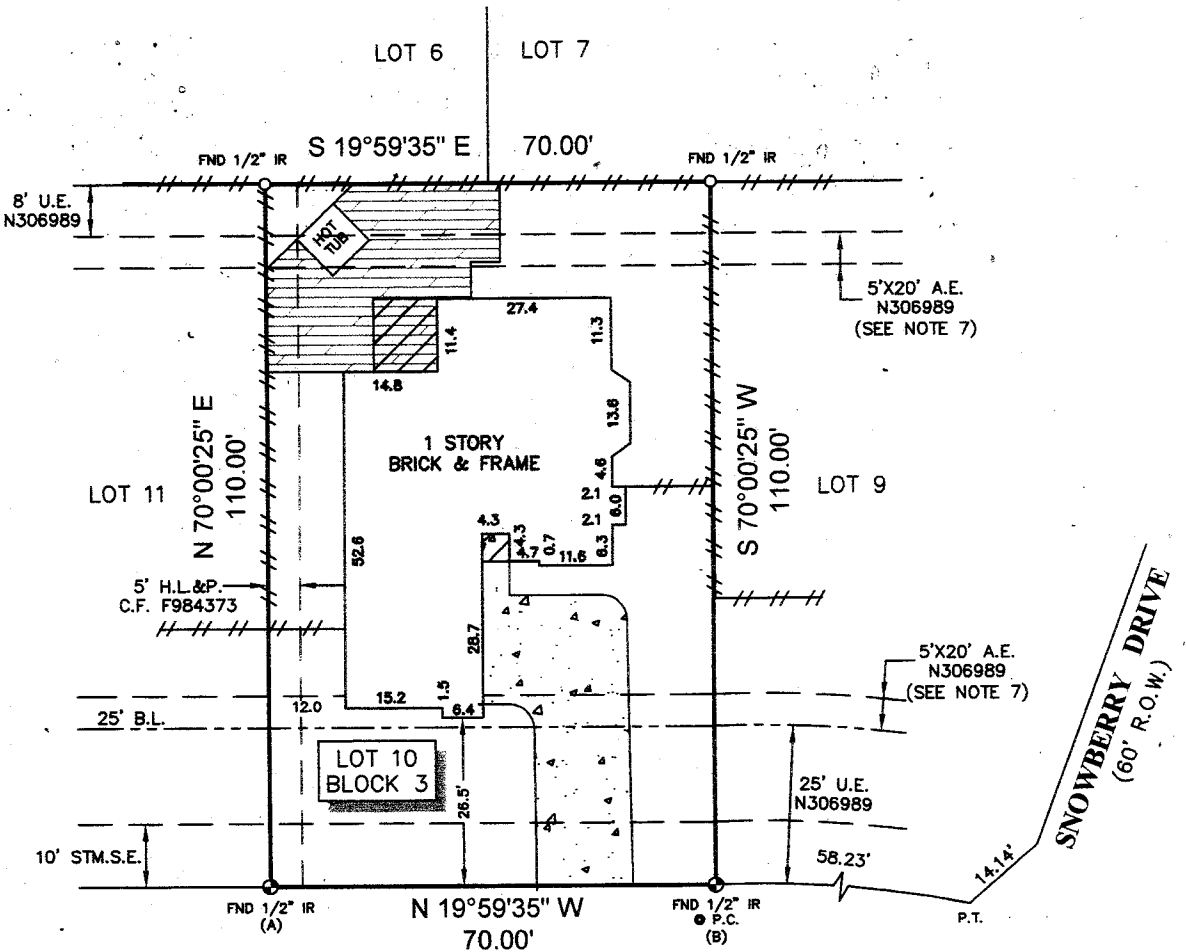 LOT 6
LOT 7
S 19°59'35" E 70.00'
FND 1/2" IR
FND 1/2" IR
8' U.E.
N306989
HOT
TUB
5'X20' A.E.
N306989
(SEE NOTE 7)
27.4
11.4
11.3
14.8
13.6
1 STORY
BRICK & FRAME
4.6
2.1
6.0
2.1
6.3
LOT 11
N 70°00'25" E
110.00'
S 70°00'25" W
110.00'
LOT 9
4.3
4.3
4.7
0.7
11.6
52.6
5' H.L.&P.
C.F. F984373
28.7
5'X20' A.E.
N306989
(SEE NOTE 7)
15.2
1.5
6.4
12.0
25' B.L.
LOT 10
BLOCK 3
26.5'
25' U.E.
N306989
10' STM.S.E.
58.23'
14.14'
SNOWBERRY DRIVE
(60' R.O.W.)
P.T.
FND 1/2" IR
(A)
N 19°59'35" W
70.00'
FND 1/2" IR
P.C.
(B)